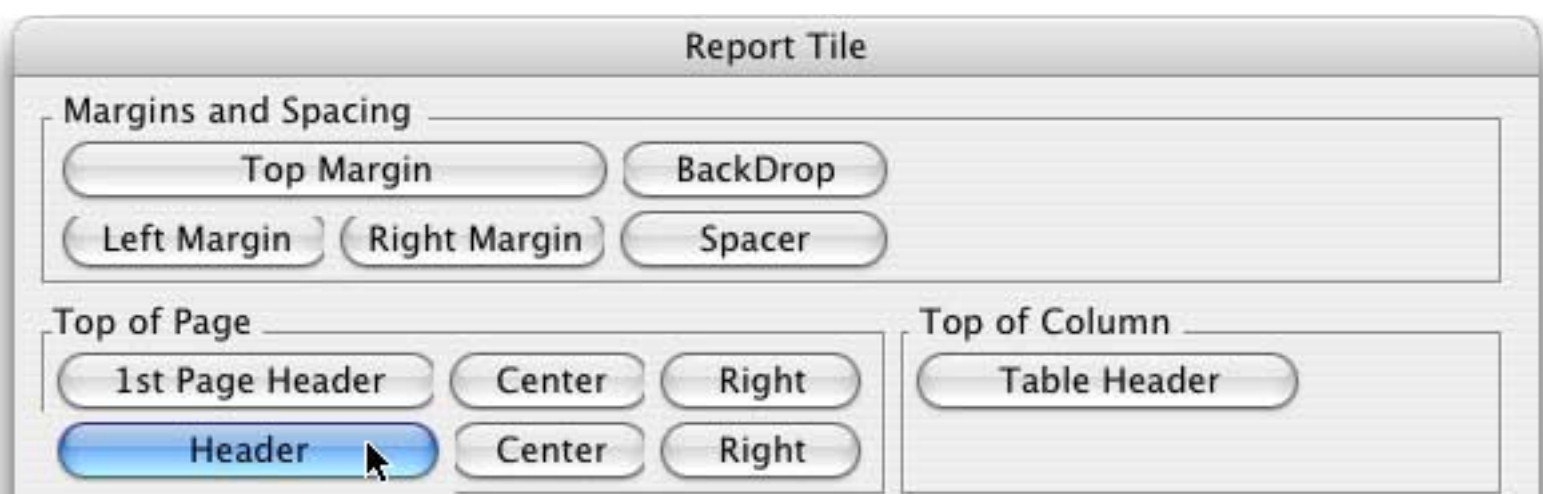 Report Tile
Margins and Spacing
Top Margin BackDrop
Left Margin Right Margin Spacer
Top of Page Top of Column
1st Page Header Center Right Table Header
Header Center Right